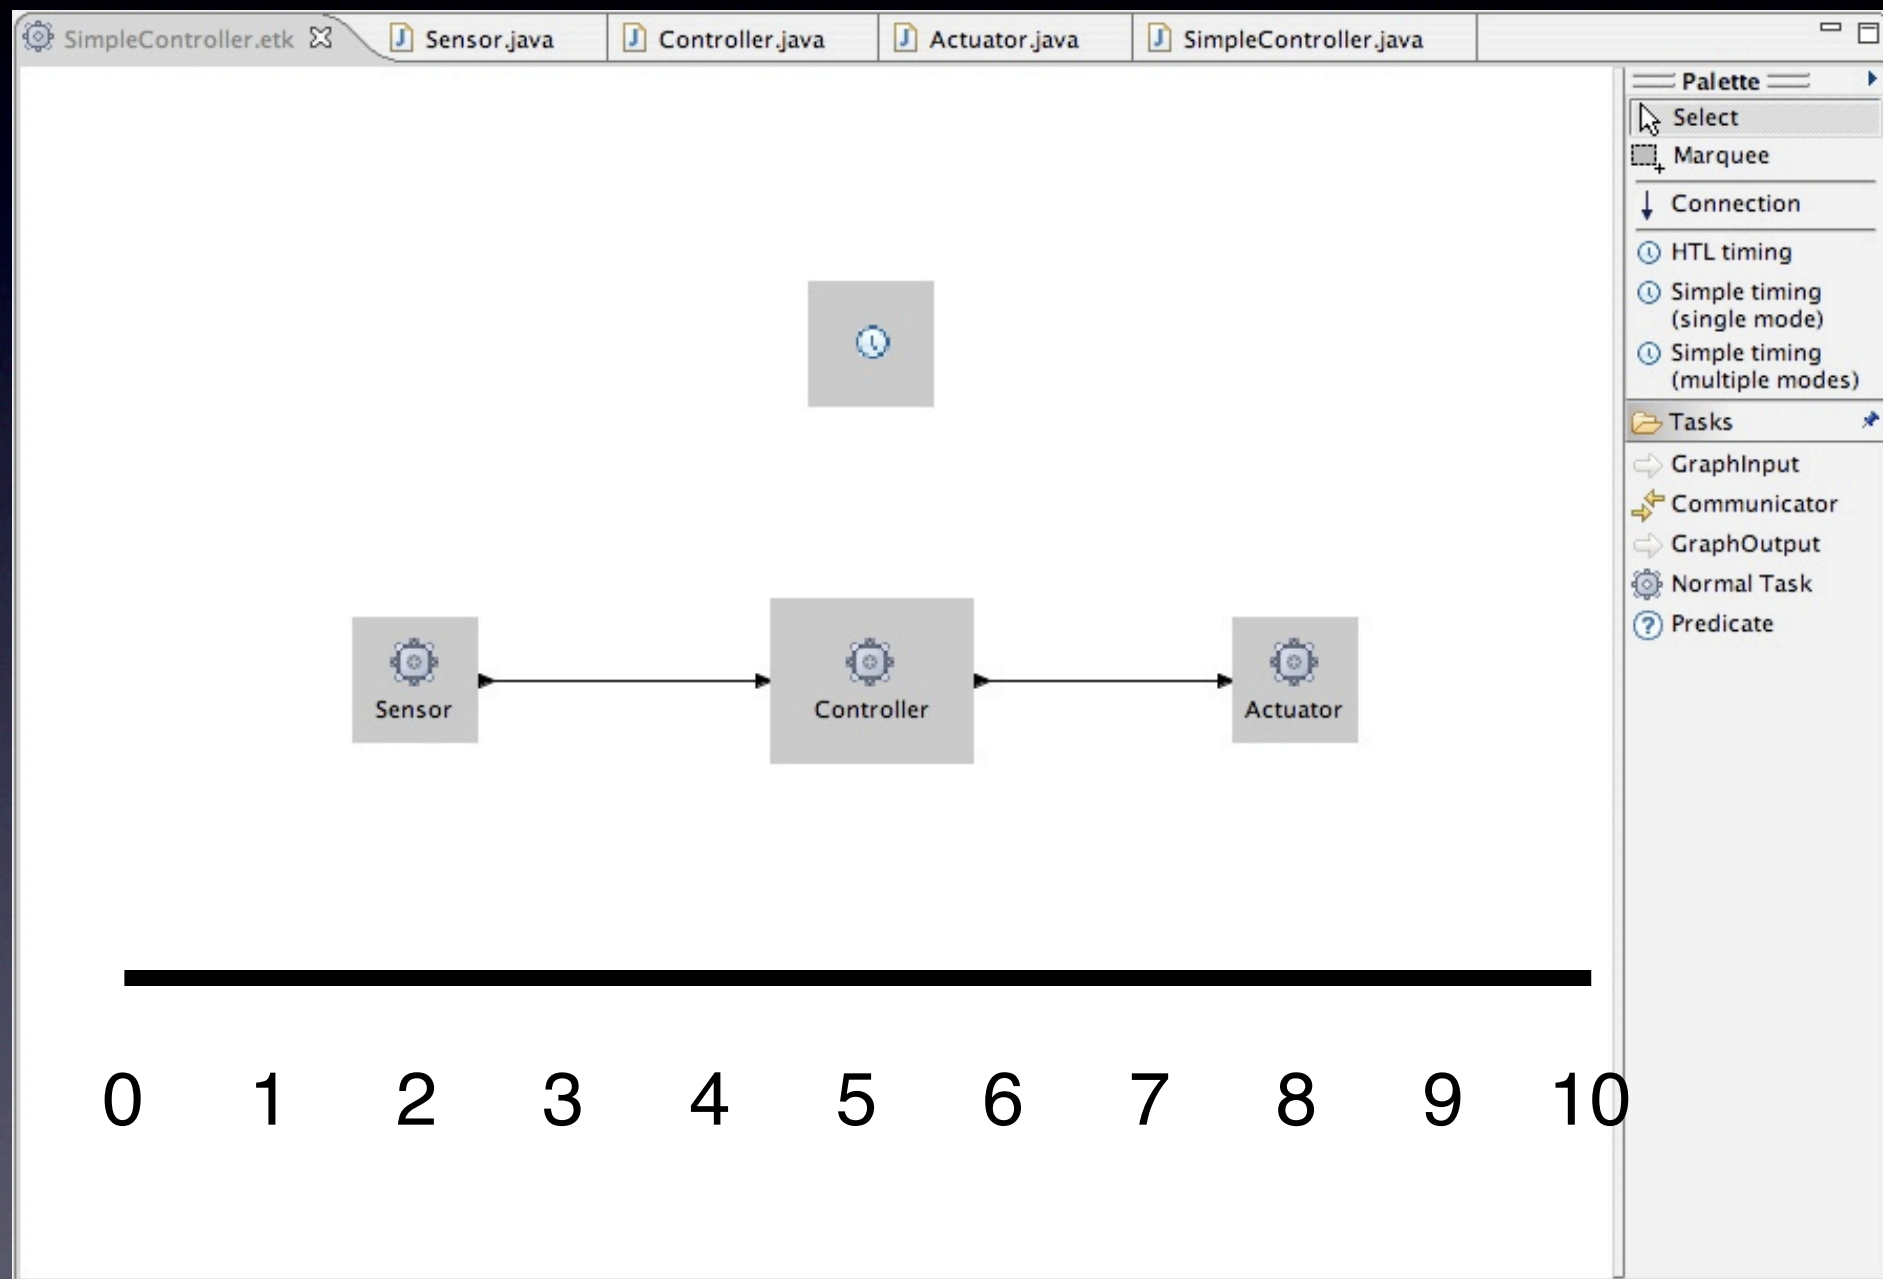 SimpleController.etk
Sensor.java
Controller.java
Actuator.java
SimpleController.java
Palette
Select
Marquee
Connection
HTL timing
Simple timing
(single mode)
Simple timing
(multiple modes)
Tasks
GraphInput
Communicator
GraphOutput
Normal Task
Predicate
Sensor
Controller
Actuator
0 1 2 3 4 5 6 7 8 9 10